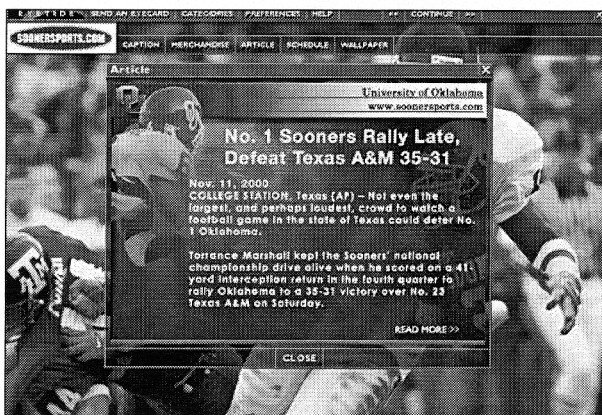 EYETIDE SEND AN EYECARD CATEGORIES PREFERENCES HELP << CONTINUE >> X
SOONERSPORTS.COM
CAPTION MERCHANDISE ARTICLE SCHEDULE WALLPAPER
Article X
University of Oklahoma
www.soonersports.com
No. 1 Sooners Rally Late,
Defeat Texas A&M 35-31
Nov. 11, 2000
COLLEGE STATION, Texas (AP) – Not even the
largest, and perhaps loudest, crowd to watch a
football game in the state of Texas could deter No.
1 Oklahoma.
Torrance Marshall kept the Sooners' national
championship drive alive when he scored on a 41-
yard interception return in the fourth quarter to
rally Oklahoma to a 35-31 victory over No. 23
Texas A&M on Saturday.
READ MORE >>
CLOSE